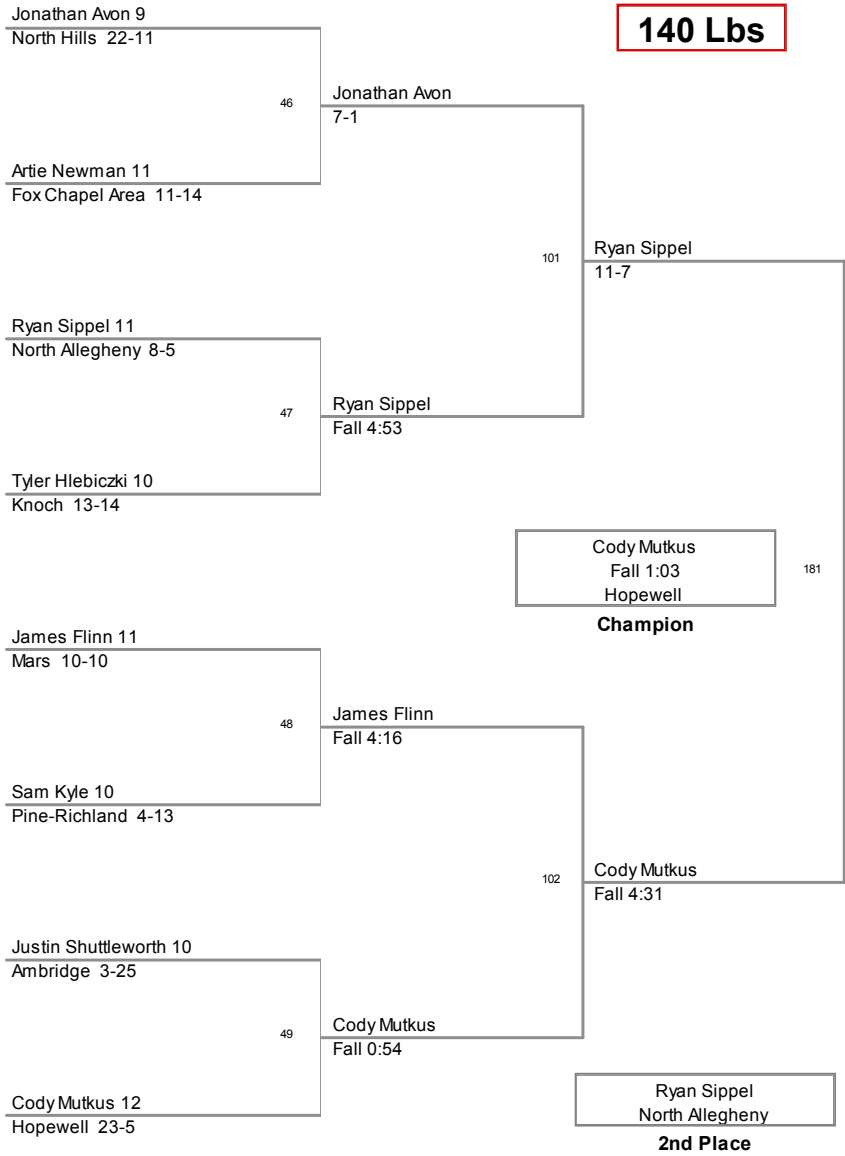 Jonathan Avon 9
North Hills 22-11
140 Lbs
46
Jonathan Avon
7-1
Artie Newman 11
Fox Chapel Area 11-14
101
Ryan Sippel
11-7
Ryan Sippel 11
North Allegheny 8-5
47
Ryan Sippel
Fall 4:53
Tyler Hlebiczki 10
Knoch 13-14
Cody Mutkus
Fall 1:03
Hopewell
181
Champion
James Flinn 11
Mars 10-10
48
James Flinn
Fall 4:16
Sam Kyle 10
Pine-Richland 4-13
102
Cody Mutkus
Fall 4:31
Justin Shuttleworth 10
Ambridge 3-25
49
Cody Mutkus
Fall 0:54
Cody Mutkus 12
Hopewell 23-5
Ryan Sippel
North Allegheny
2nd Place